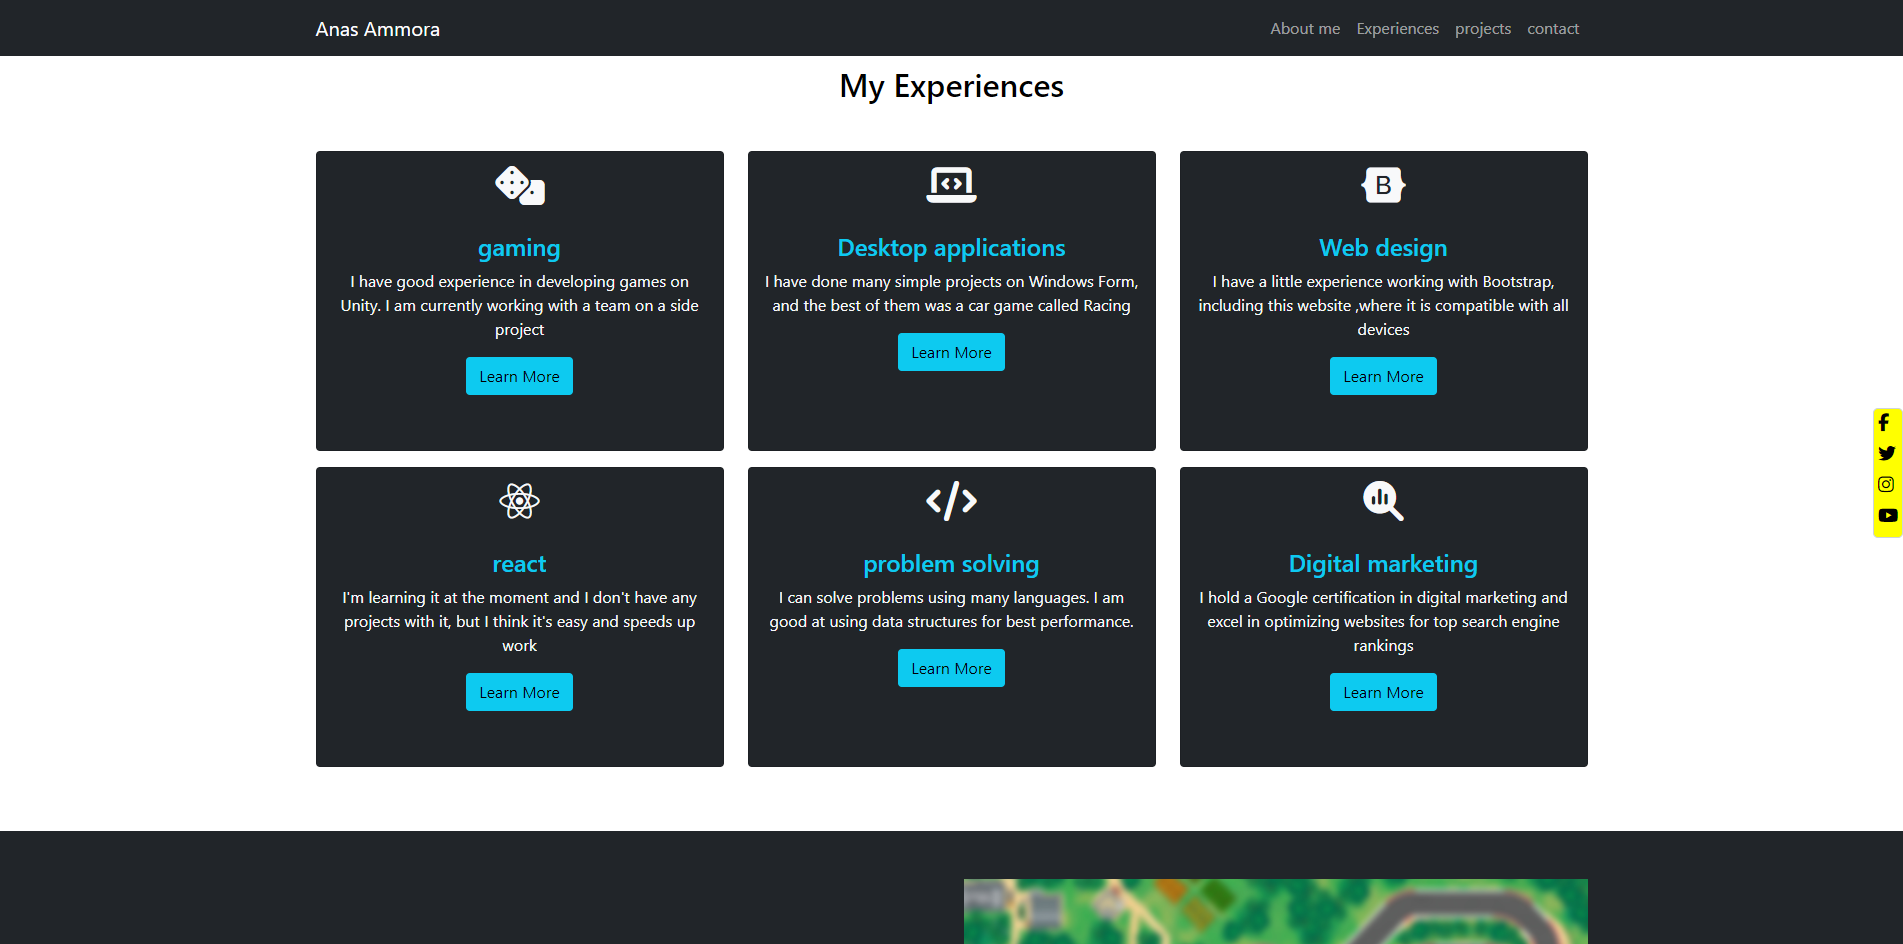 Anas Ammora
About me Experiences projects contact
My Experiences
gaming
I have good experience in developing games on
Unity. I am currently working with a team on a side
project
Learn More
Desktop applications
I have done many simple projects on Windows Form,
and the best of them was a car game called Racing
Learn More
B
Web design
I have a little experience working with Bootstrap,
including this website ,where it is compatible with all
devices
Learn More
react
I'm learning it at the moment and I don't have any
projects with it, but I think it's easy and speeds up
work
Learn More
problem solving
I can solve problems using many languages. I am
good at using data structures for best performance.
Learn More
Digital marketing
I hold a Google certification in digital marketing and
excel in optimizing websites for top search engine
rankings
Learn More